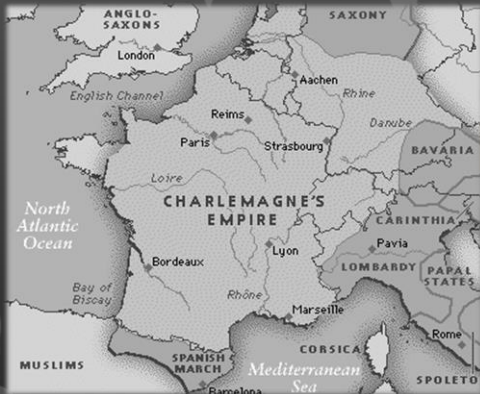 ANGLO-
SAXONS
SAXONY
London
English Channel
Aachen
Rhine
Reims
Paris
Strasbourg
Danube
BAVARIA
Loire
CHARLEMAGNE'S
EMPIRE
North
Atlantic
Ocean
CARINTHIA
Pavia
Lyon
LOMBARDY
PAPAL
STATES
Bordeaux
Bay of
Biscay
Rhône
Marseille
Rome
MUSLIMS
SPANISH
MARCH
CORSICA
Mediterranean
Sea
SPOLETO
Barcelona